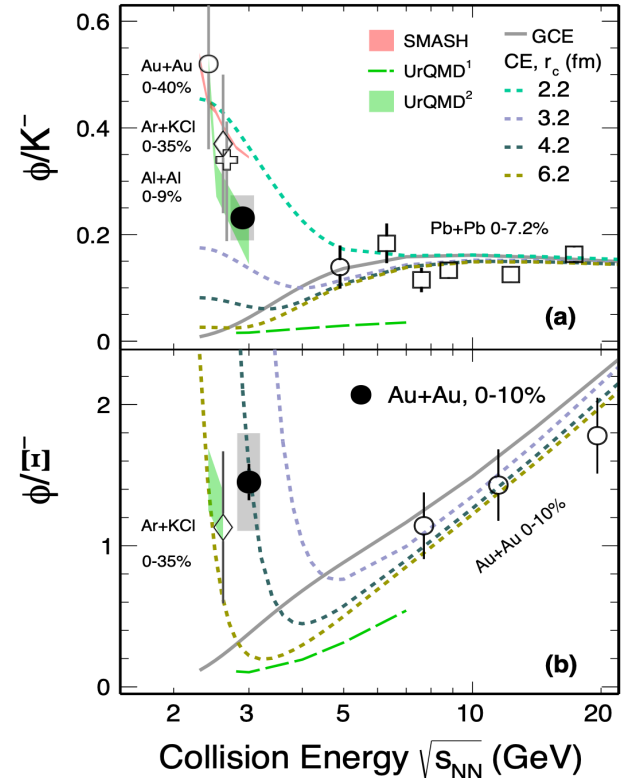 0.6
0.4
0.2
0
ϕ/K⁻
Au+Au
0-40%
Ar+KCl
0-35%
Al+Al
0-9%
SMASH
UrQMD¹
UrQMD²
GCE
CE, r_c (fm)
2.2
3.2
4.2
6.2
Pb+Pb 0-7.2%
(a)
2
1
0
ϕ/Ξ⁻
Au+Au, 0-10%
Ar+KCl
0-35%
Au+Au 0-10%
(b)
2 3 4 5 10 20
Collision Energy √s_NN (GeV)